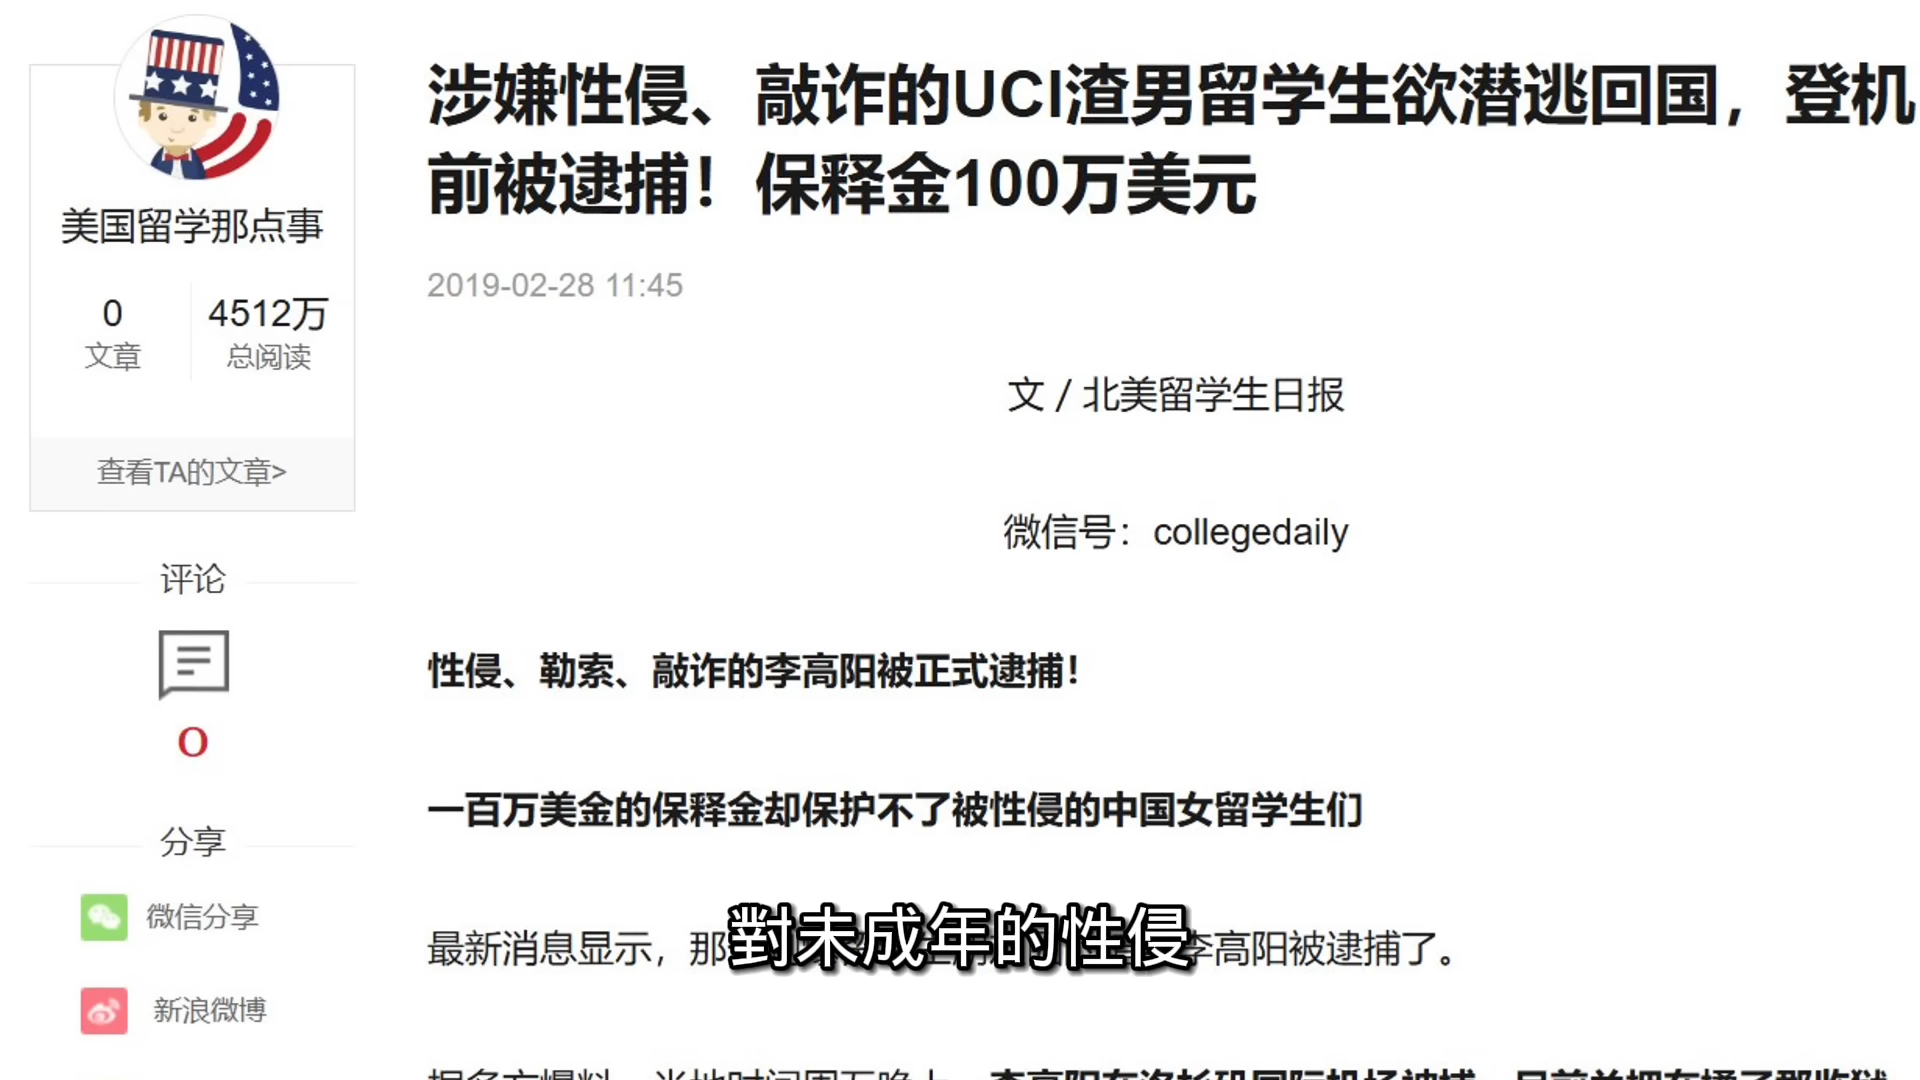 美国留学那点事
0
文章
4512万
总阅读
查看TA的文章>
评论
0
分享
微信分享
新浪微博
涉嫌性侵、敲诈的UCI渣男留学生欲潜逃回国，登机
前被逮捕！保释金100万美元
2019-02-28 11:45
文 / 北美留学生日报
微信号：collegedaily
性侵、勒索、敲诈的李高阳被正式逮捕！
一百万美金的保释金却保护不了被性侵的中国女留学生们
最新消息显示，那 李高阳被逮捕了。
對未成年的性侵